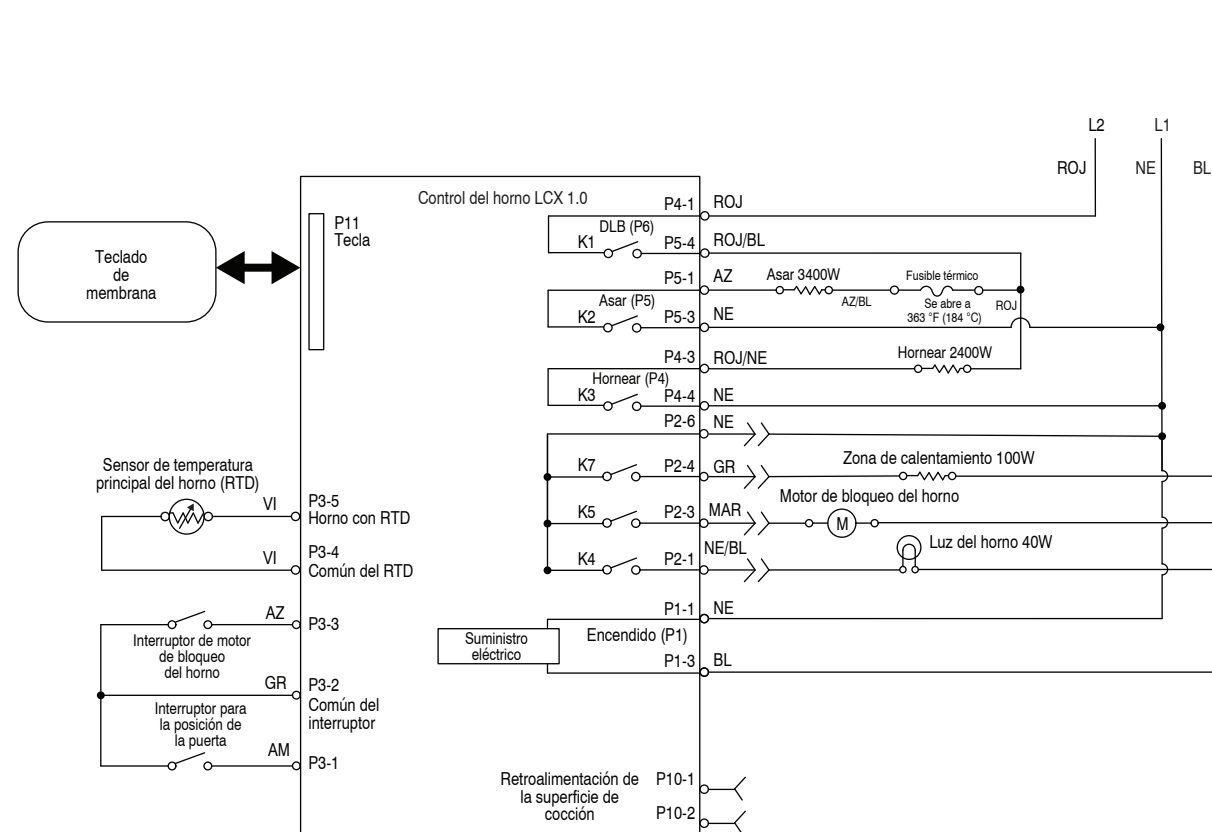 L2
L1
ROJ
NE
BL
Control del horno LCX 1.0
P4-1
ROJ
P11
Tecla
DLB (P6)
K1
P5-4
ROJ/BL
Teclado
de
membrana
P5-1
AZ
Asar 3400W
AZ/BL
Fusible térmico
Se abre a
363 °F (184 °C)
ROJ
Asar (P5)
K2
P5-3
NE
P4-3
ROJ/NE
Hornear 2400W
Hornear (P4)
K3
P4-4
NE
P2-6
NE
K7
P2-4
GR
Zona de calentamiento 100W
Sensor de temperatura
principal del horno (RTD)
VI
P3-5
Horno con RTD
K5
P2-3
MAR
Motor de bloqueo del horno
M
VI
P3-4
Común del RTD
K4
P2-1
NE/BL
Luz del horno 40W
AZ
P3-3
Interruptor de motor
de bloqueo
del horno
P1-1
NE
Suministro
eléctrico
Encendido (P1)
P1-3
BL
GR
P3-2
Común del
interruptor
Interruptor para
la posición de
la puerta
AM
P3-1
Retroalimentación de
la superficie de
cocción
P10-1
P10-2